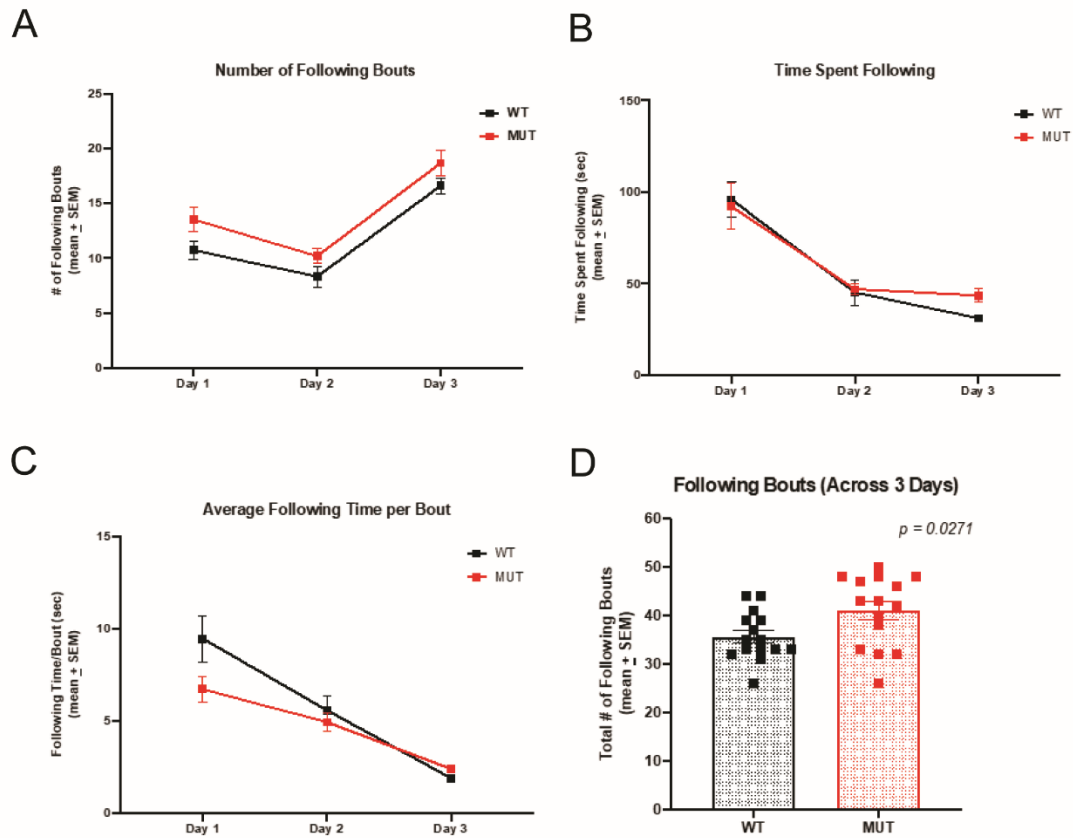 A
Number of Following Bouts
# of Following Bouts
(mean ± SEM)
25
20
15
10
5
0
Day 1
Day 2
Day 3
WT
MUT
B
Time Spent Following
Time Spent Following (sec)
(mean ± SEM)
150
100
50
0
Day 1
Day 2
Day 3
WT
MUT
C
Average Following Time per Bout
Following Time/Bout (sec)
(mean ± SEM)
15
10
5
0
Day 1
Day 2
Day 3
WT
MUT
D
Following Bouts (Across 3 Days)
p = 0.0271
Total # of Following Bouts
(mean ± SEM)
60
50
40
30
20
10
0
WT
MUT